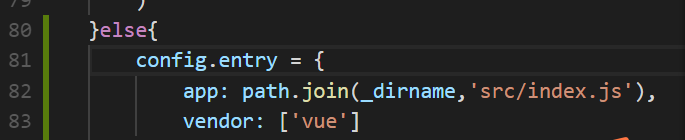 80 }else{
81 config.entry = {
82 app: path.join(_dirname,'src/index.js'),
83 vendor: ['vue']